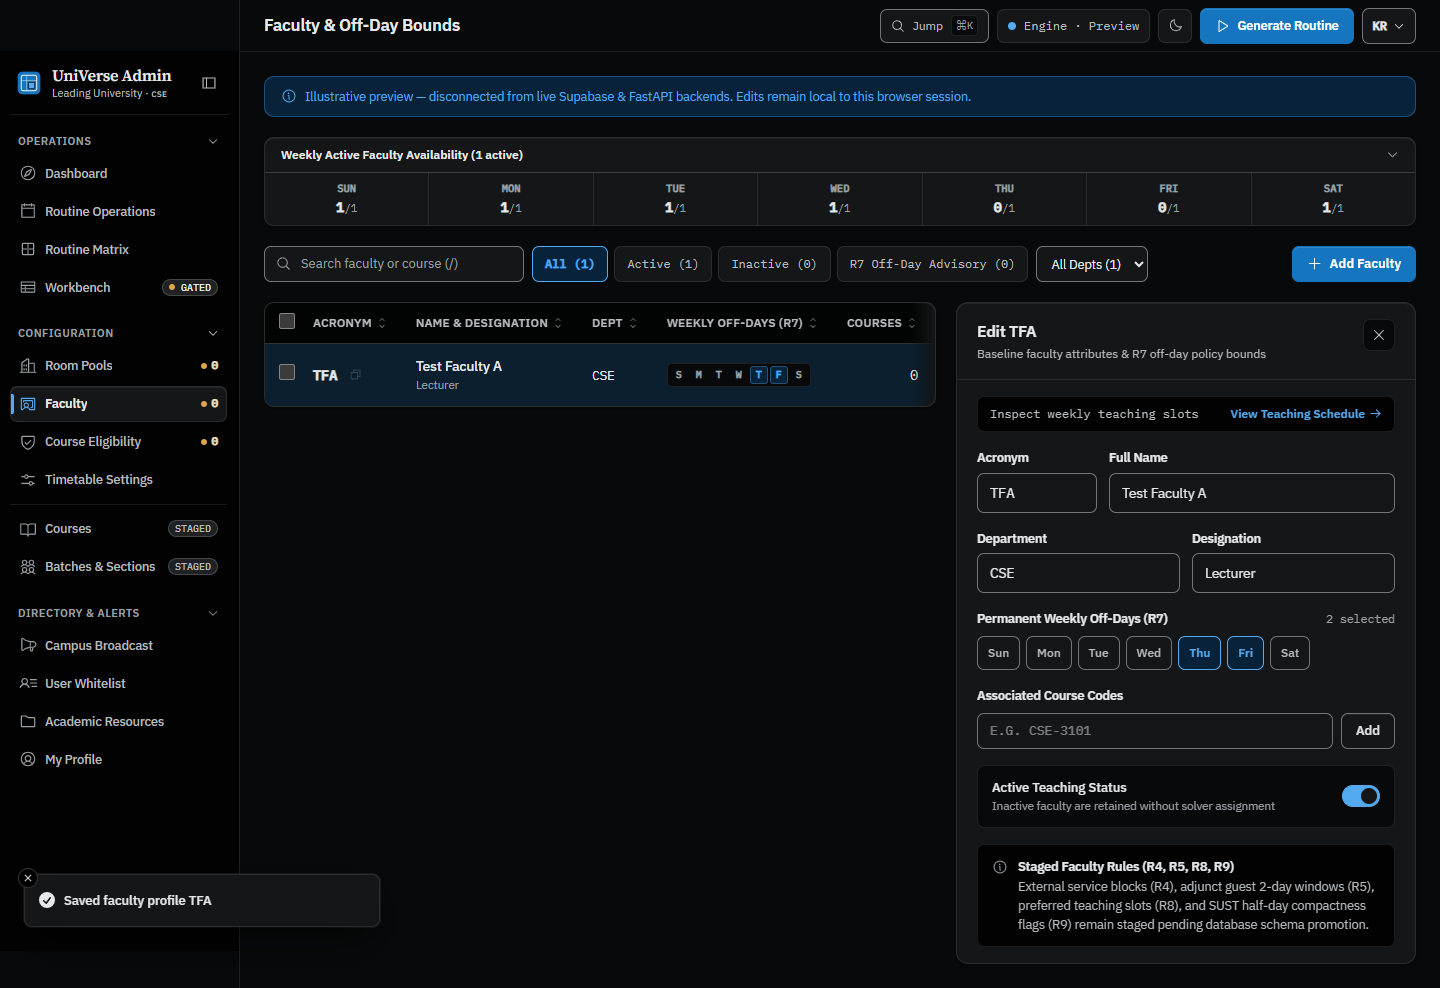 Faculty & Off-Day Bounds
Jump ⌘K
Engine · Preview
Generate Routine
KR
UniVerse Admin
Leading University · CSE
OPERATIONS
Dashboard
Routine Operations
Routine Matrix
Workbench GATED
CONFIGURATION
Room Pools 0
Faculty 0
Course Eligibility 0
Timetable Settings
Courses STAGED
Batches & Sections STAGED
DIRECTORY & ALERTS
Campus Broadcast
User Whitelist
Academic Resources
My Profile
Saved faculty profile TFA
Illustrative preview — disconnected from live Supabase & FastAPI backends. Edits remain local to this browser session.
Weekly Active Faculty Availability (1 active)
SUN MON TUE WED THU FRI SAT
1/1 1/1 1/1 1/1 0/1 0/1 1/1
Search faculty or course (/)
All (1)
Active (1)
Inactive (0)
R7 Off-Day Advisory (0)
All Depts (1)
Add Faculty
ACRONYM NAME & DESIGNATION DEPT WEEKLY OFF-DAYS (R7) COURSES
TFA Test Faculty A CSE S M T W T F S 0
Lecturer
Edit TFA
Baseline faculty attributes & R7 off-day policy bounds
Inspect weekly teaching slots View Teaching Schedule →
Acronym Full Name
TFA Test Faculty A
Department Designation
CSE Lecturer
Permanent Weekly Off-Days (R7) 2 selected
Sun Mon Tue Wed Thu Fri Sat
Associated Course Codes
E.G. CSE-3101 Add
Active Teaching Status
Inactive faculty are retained without solver assignment
Staged Faculty Rules (R4, R5, R8, R9)
External service blocks (R4), adjunct guest 2-day windows (R5),
preferred teaching slots (R8), and SUST half-day compactness
flags (R9) remain staged pending database schema promotion.